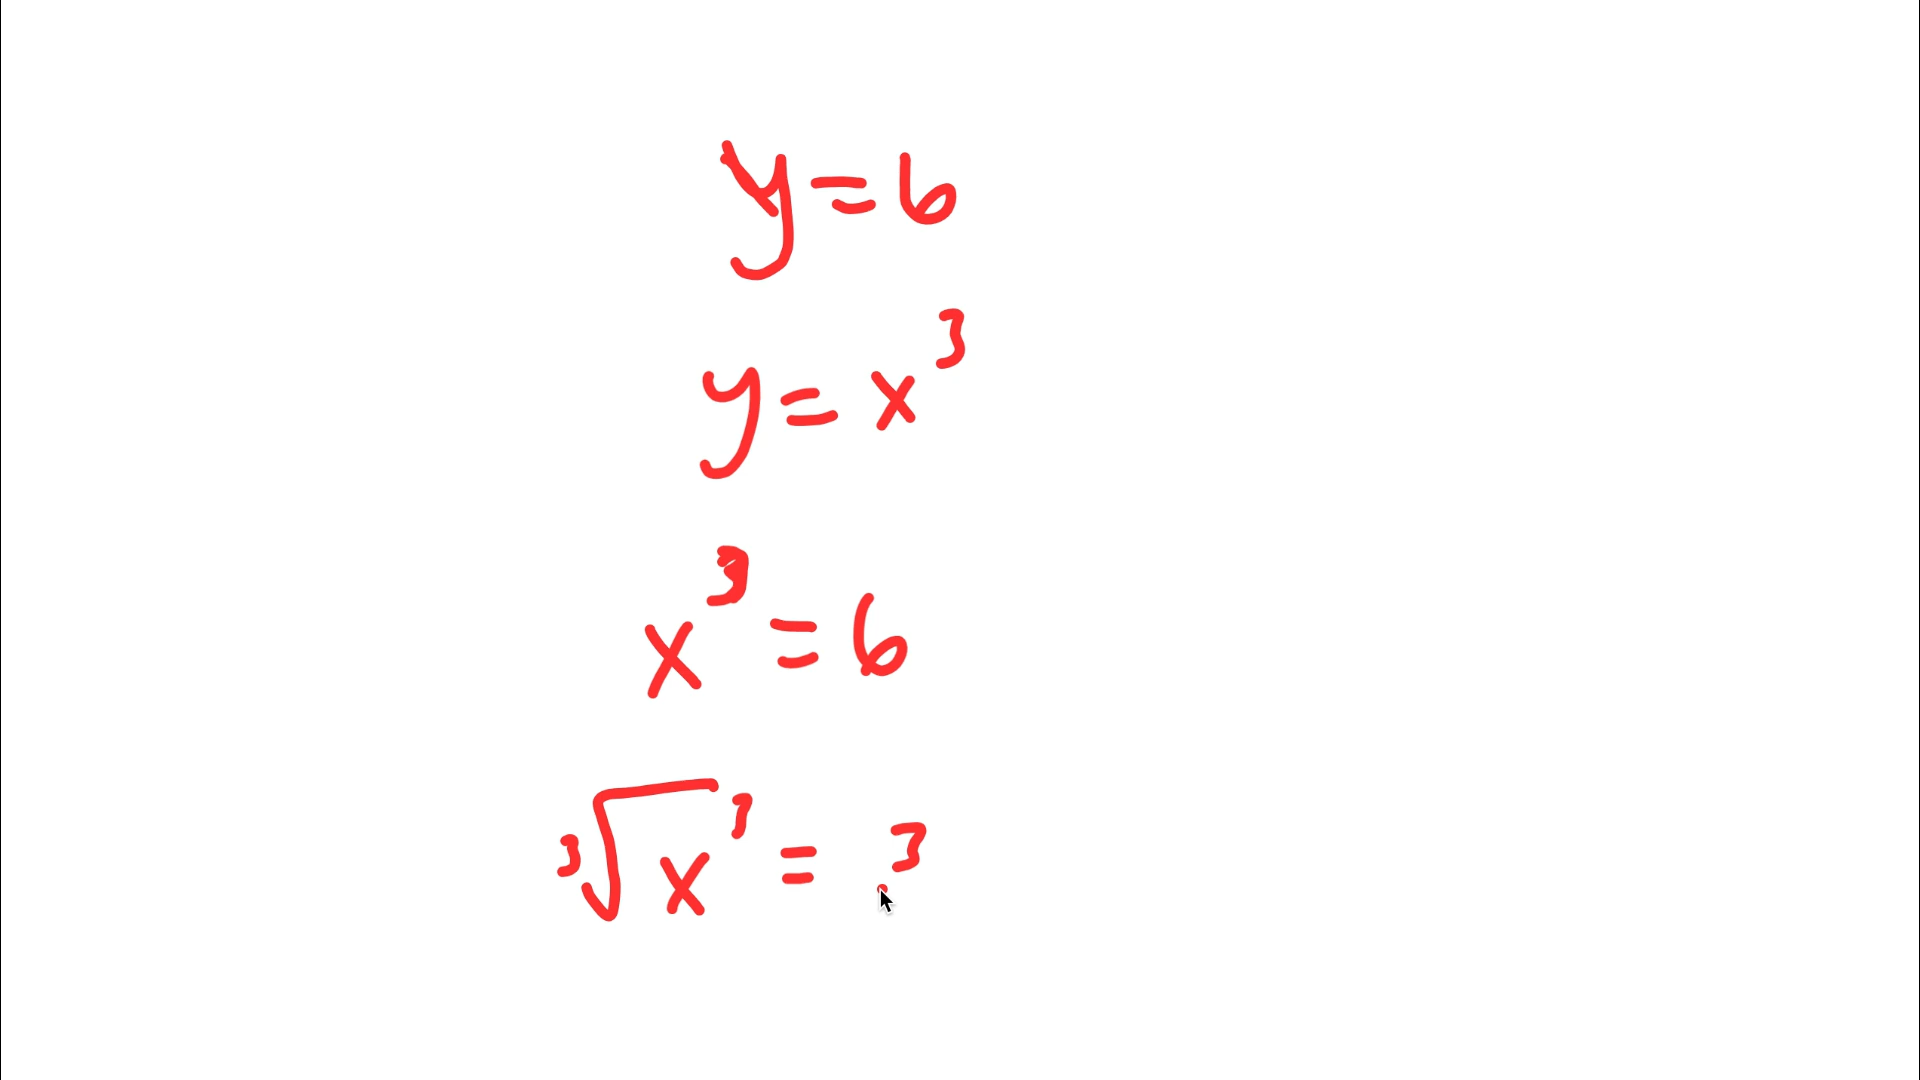 y=6
y=x³
x³=6
³√x³ = ³